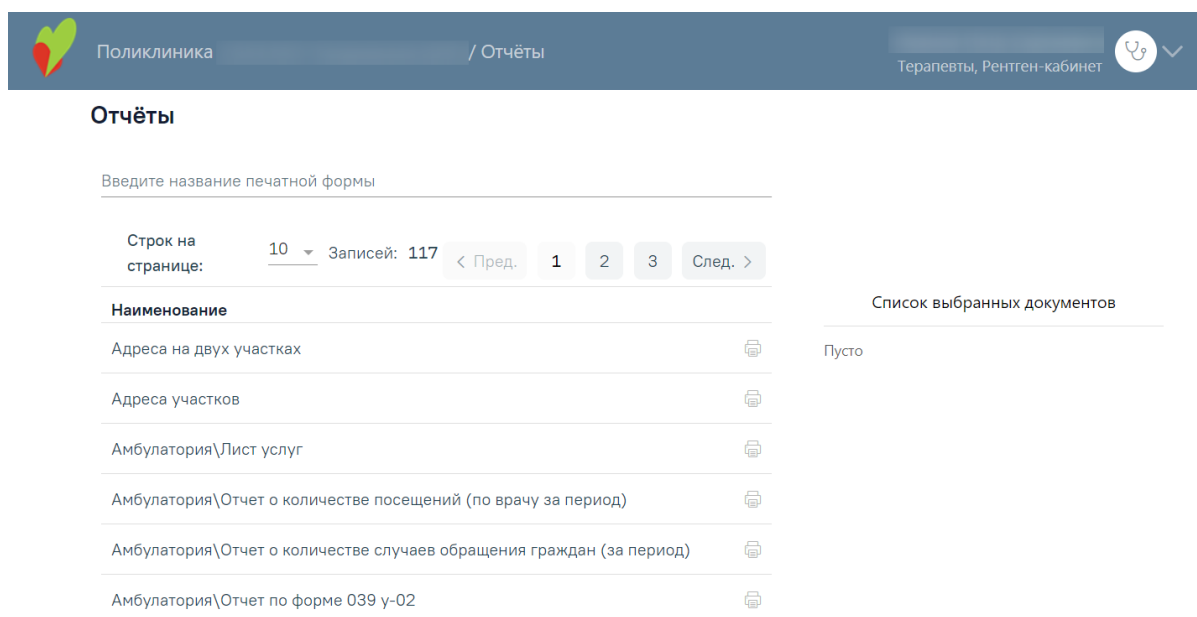 Поликлиника / Отчёты
Терапевты, Рентген-кабинет
Отчёты
Введите название печатной формы
Строк на
странице:
10
Записей: 117
Пред.
1
2
3
След.
Наименование
Адреса на двух участках
Адреса участков
Амбулатория\Лист услуг
Амбулатория\Отчет о количестве посещений (по врачу за период)
Амбулатория\Отчет о количестве случаев обращения граждан (за период)
Амбулатория\Отчет по форме 039 у-02
Список выбранных документов
Пусто